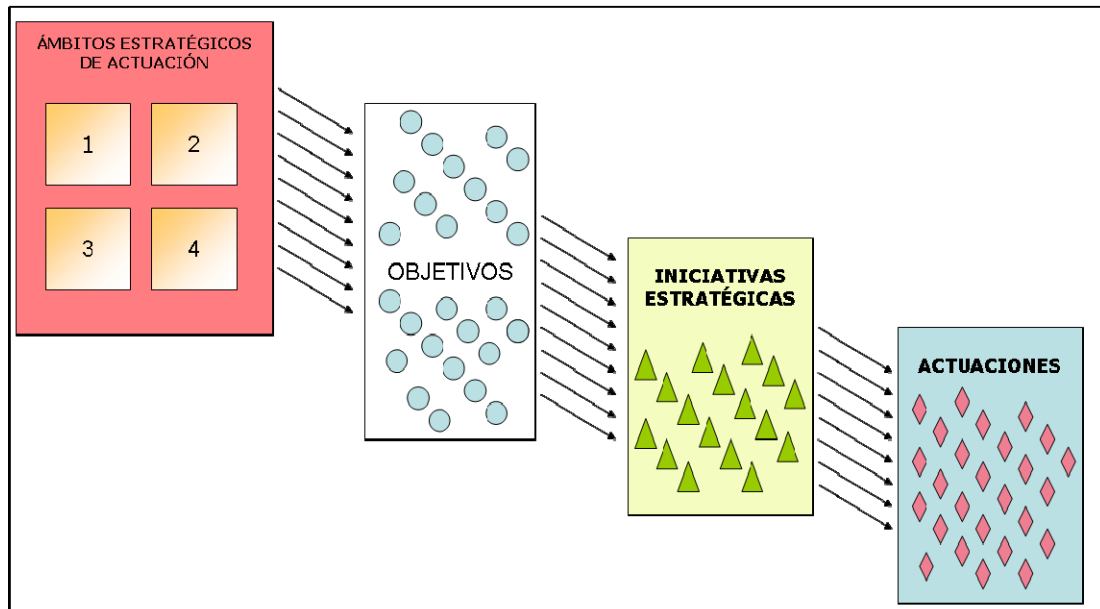 ÁMBITOS ESTRATÉGICOS
DE ACTUACIÓN
1
2
3
4
OBJETIVOS
INICIATIVAS
ESTRATÉGICAS
ACTUACIONES